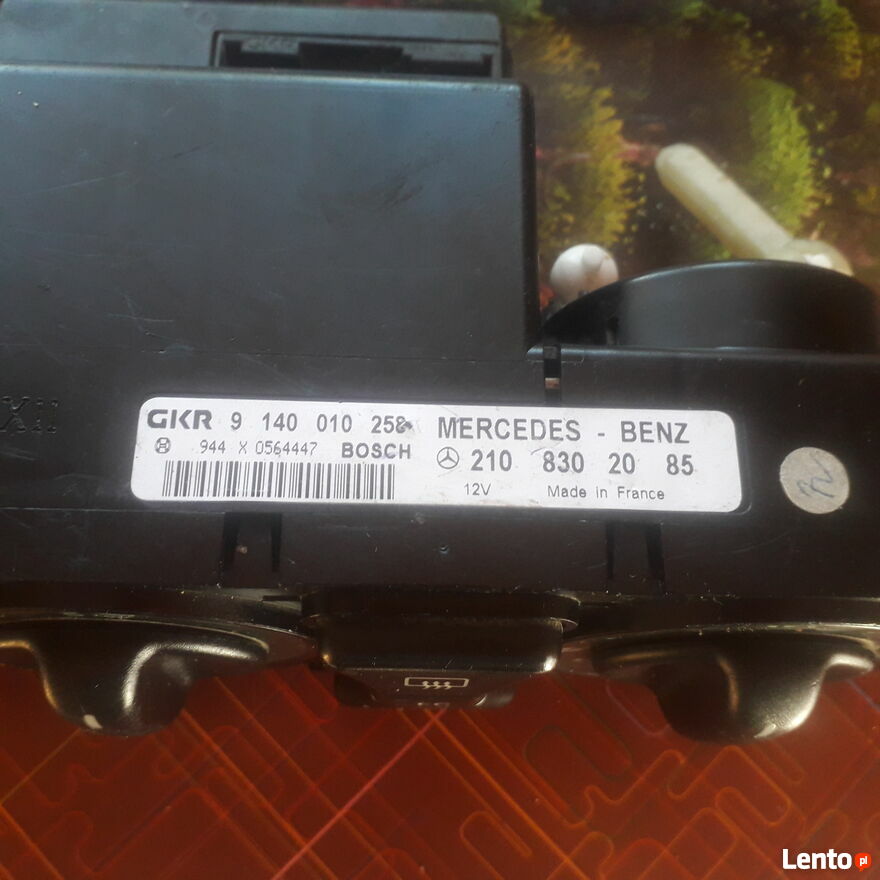 GKR 9 140 010 258 MERCEDES - BENZ
944 X 0564447 BOSCH 210 830 20 85
12V Made in France
Lento.pl